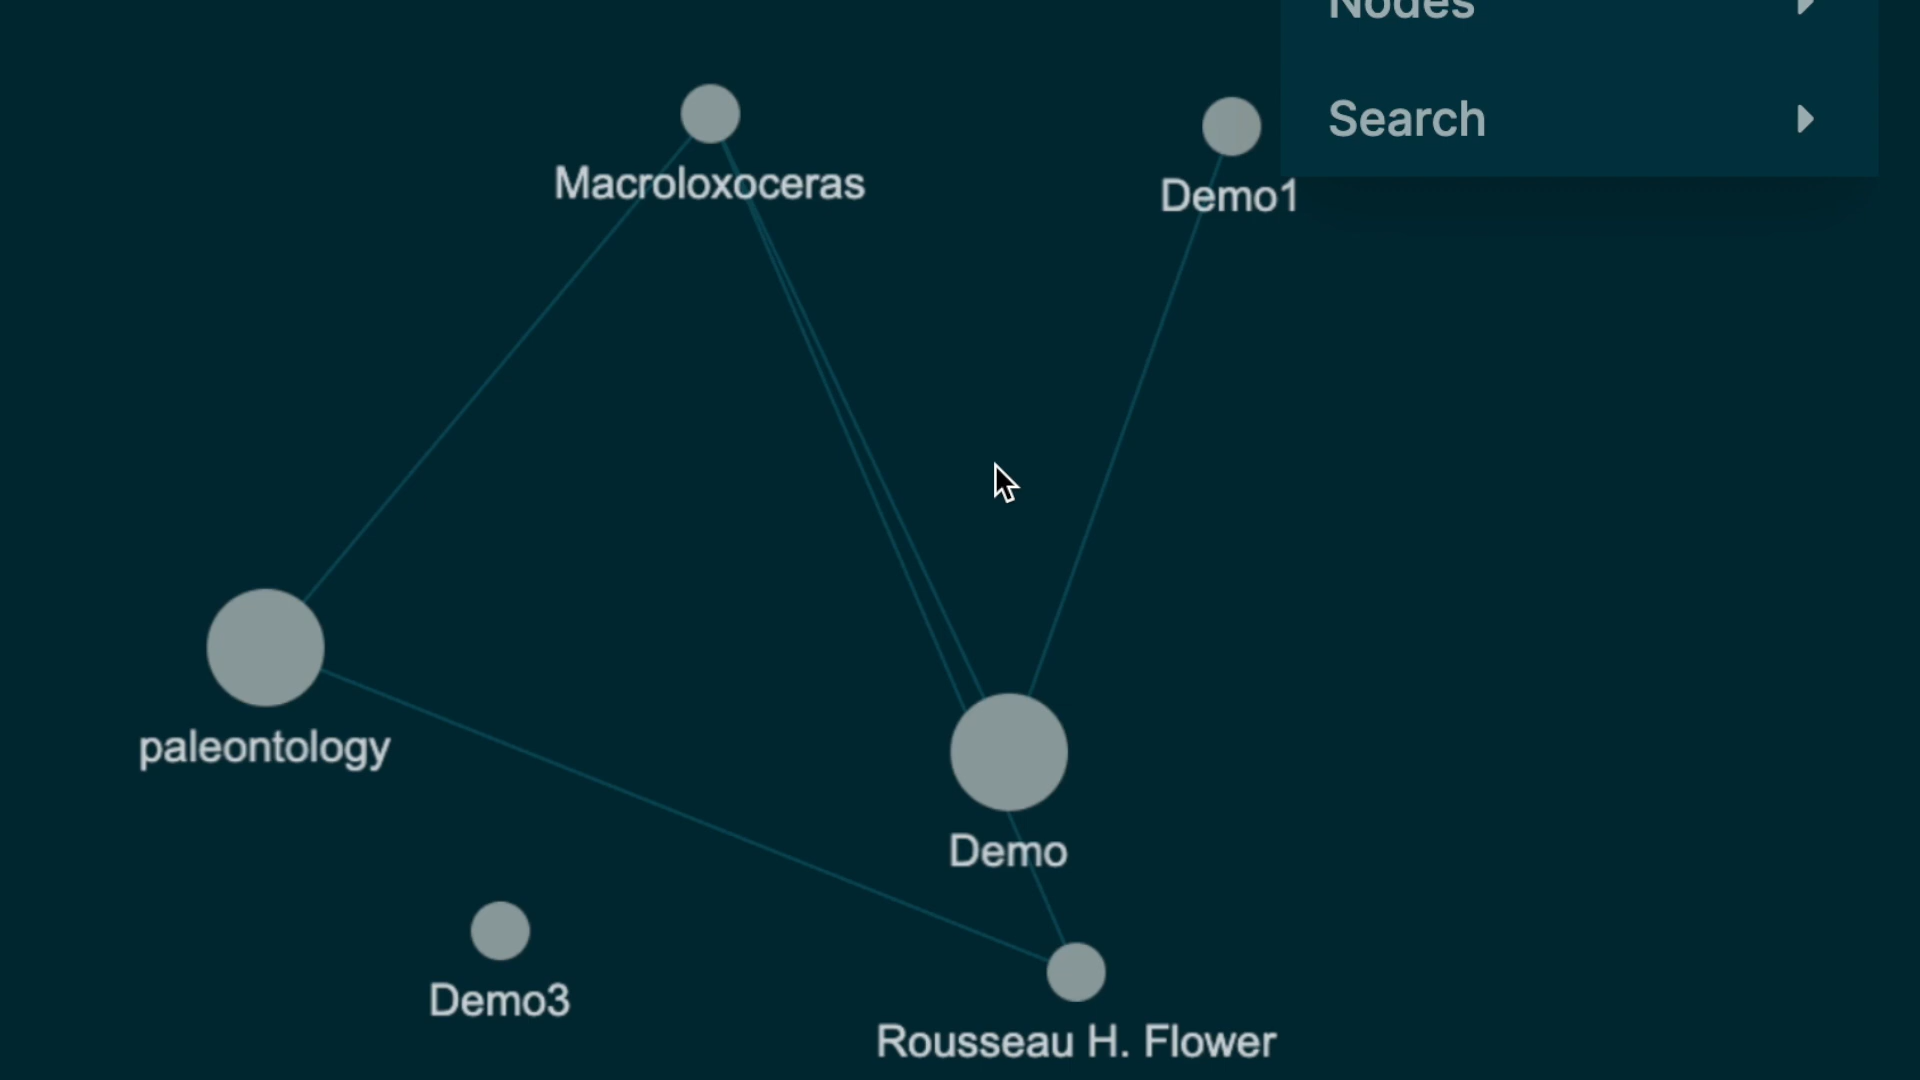 Nodes
Search
Macroloxoceras
Demo1
paleontology
Demo
Demo3
Rousseau H. Flower